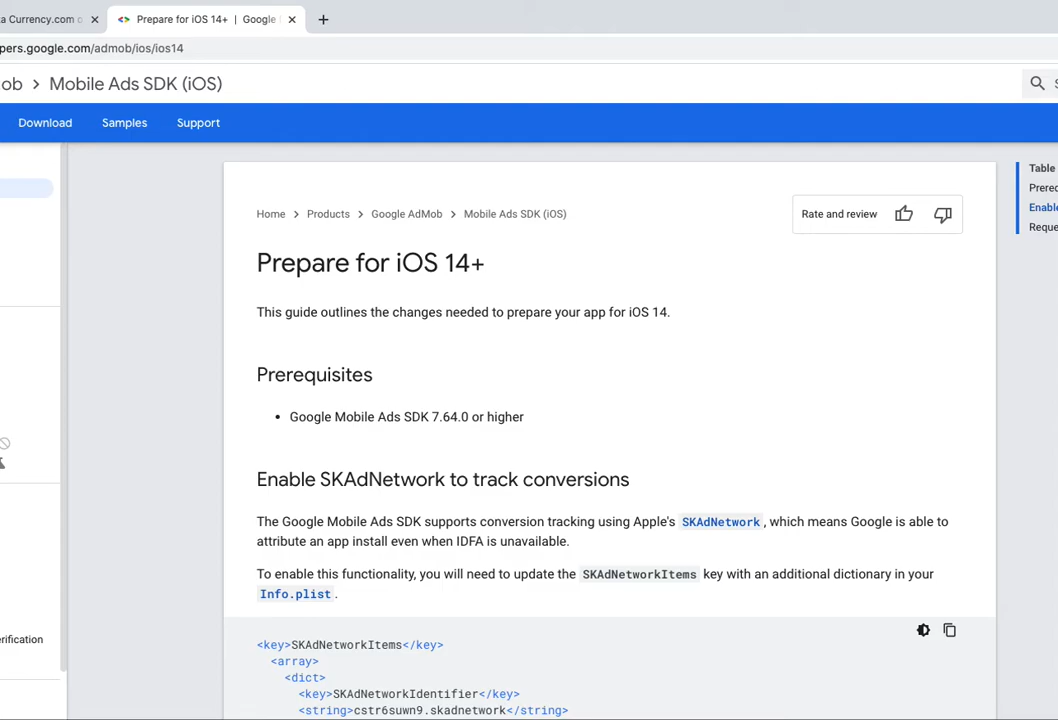 a Currency.com
Prepare for iOS 14+ | Google
pers.google.com/admob/ios/ios14
ob > Mobile Ads SDK (iOS)
Download Samples Support
Home > Products > Google AdMob > Mobile Ads SDK (iOS)
Rate and review
Table
Prereq
Enable
Reque
Prepare for iOS 14+
This guide outlines the changes needed to prepare your app for iOS 14.
Prerequisites
• Google Mobile Ads SDK 7.64.0 or higher
Enable SKAdNetwork to track conversions
The Google Mobile Ads SDK supports conversion tracking using Apple's SKAdNetwork, which means Google is able to
attribute an app install even when IDFA is unavailable.
To enable this functionality, you will need to update the SKAdNetworkItems key with an additional dictionary in your
Info.plist.
erification
<key>SKAdNetworkItems</key>
<array>
<dict>
<key>SKAdNetworkIdentifier</key>
<string>cstr6suwn9.skadnetwork</string>